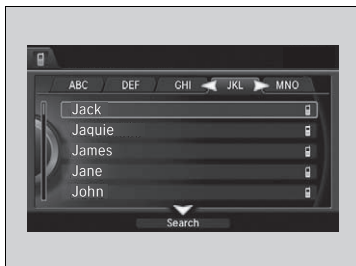 ABC DEF GHI JKL MNO
Jack
Jaquie
James
Jane
John
Search